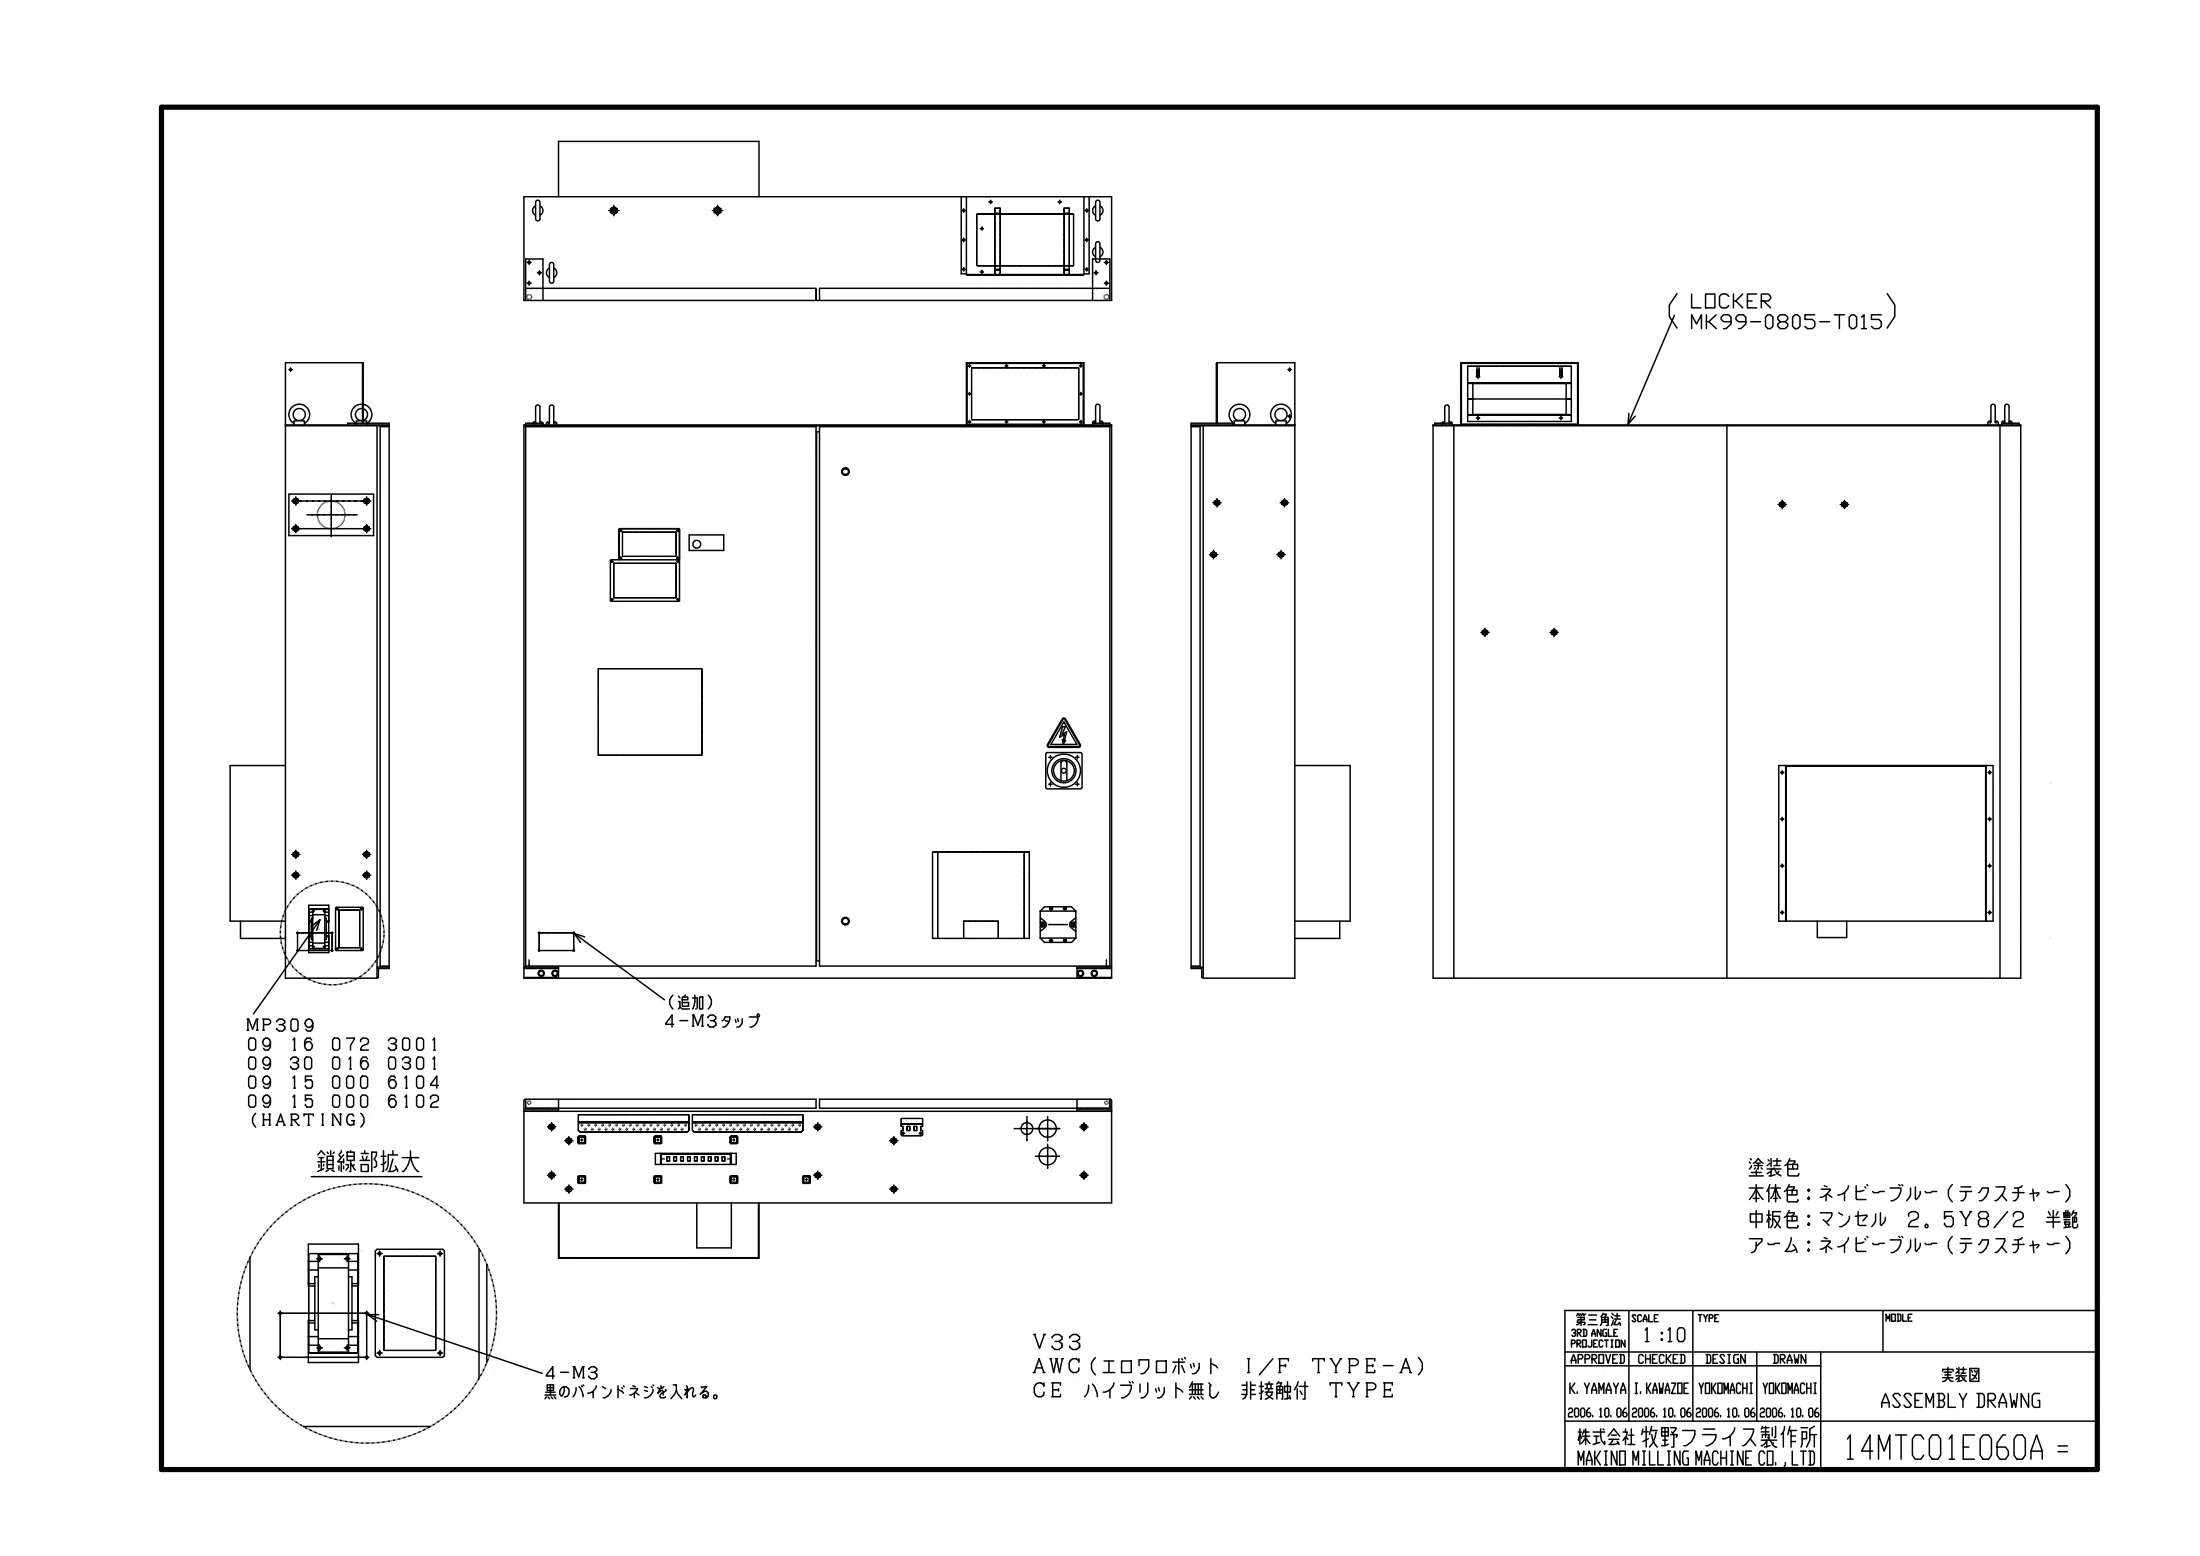 LOCKER
MK99-0805-T015
(追加)
4-M3タップ
MP309
09 16 072 3001
09 30 016 0301
09 15 000 6104
09 15 000 6102
(HARTING)
鎖線部拡大
4-M3
黒のバインドネジを入れる。
塗装色
本体色:ネイビーブルー(テクスチャー)
中板色:マンセル 2.5Y8/2 半艶
アーム:ネイビーブルー(テクスチャー)
V33
AWC(エロワロボット I/F TYPE-A)
CE ハイブリット無し 非接触付 TYPE
第三角法
3RD ANGLE
PROJECTION
SCALE
1:10
TYPE
MODLE
APPROVED CHECKED DESIGN DRAWN
K. YAMAYA I. KAWAZOE YOKOMACHI YOKOMACHI
2006.10.06 2006.10.06 2006.10.06 2006.10.06
実装図
ASSEMBLY DRAWNG
株式会社 牧野フライス製作所
MAKINO MILLING MACHINE CO.,LTD
14MTC01E060A =